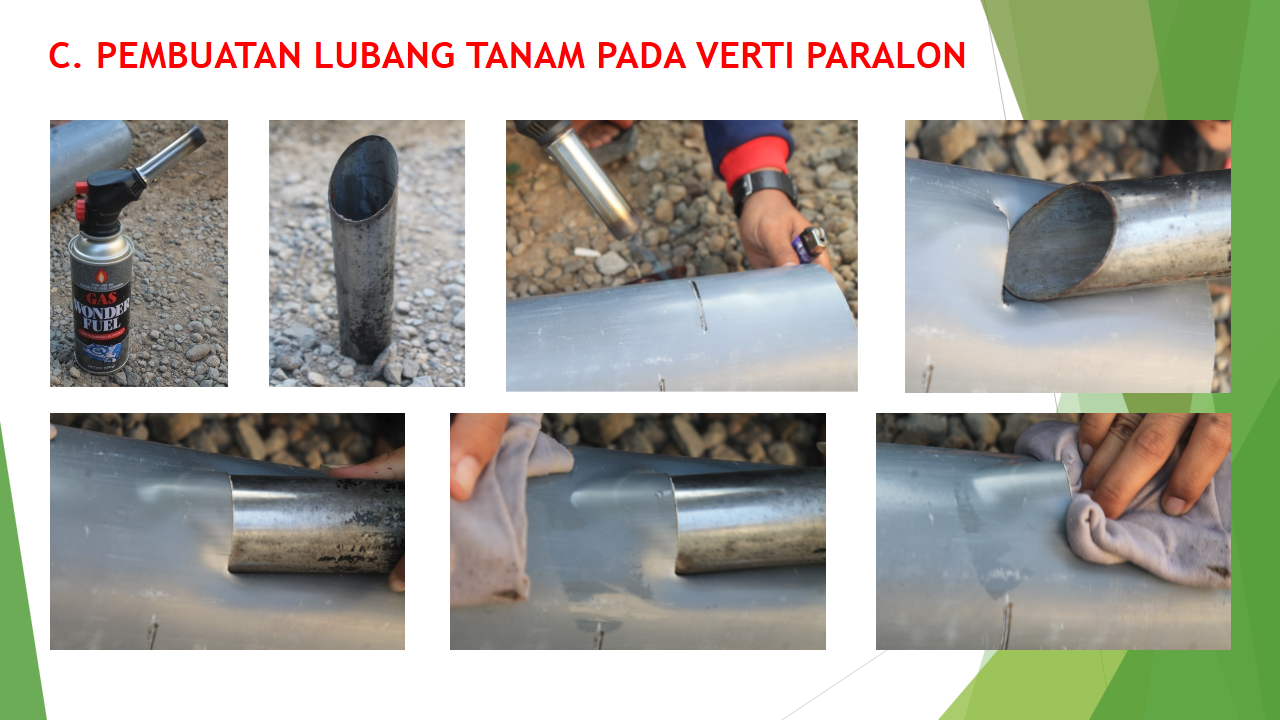 C. PEMBUATAN LUBANG TANAM PADA VERTI PARALON
GAS
WONDER
FUEL